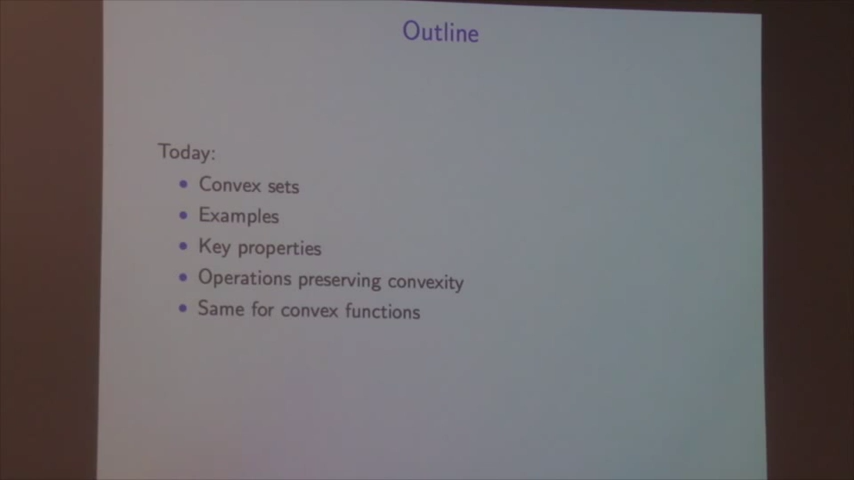 Outline
Today:
• Convex sets
• Examples
• Key properties
• Operations preserving convexity
• Same for convex functions